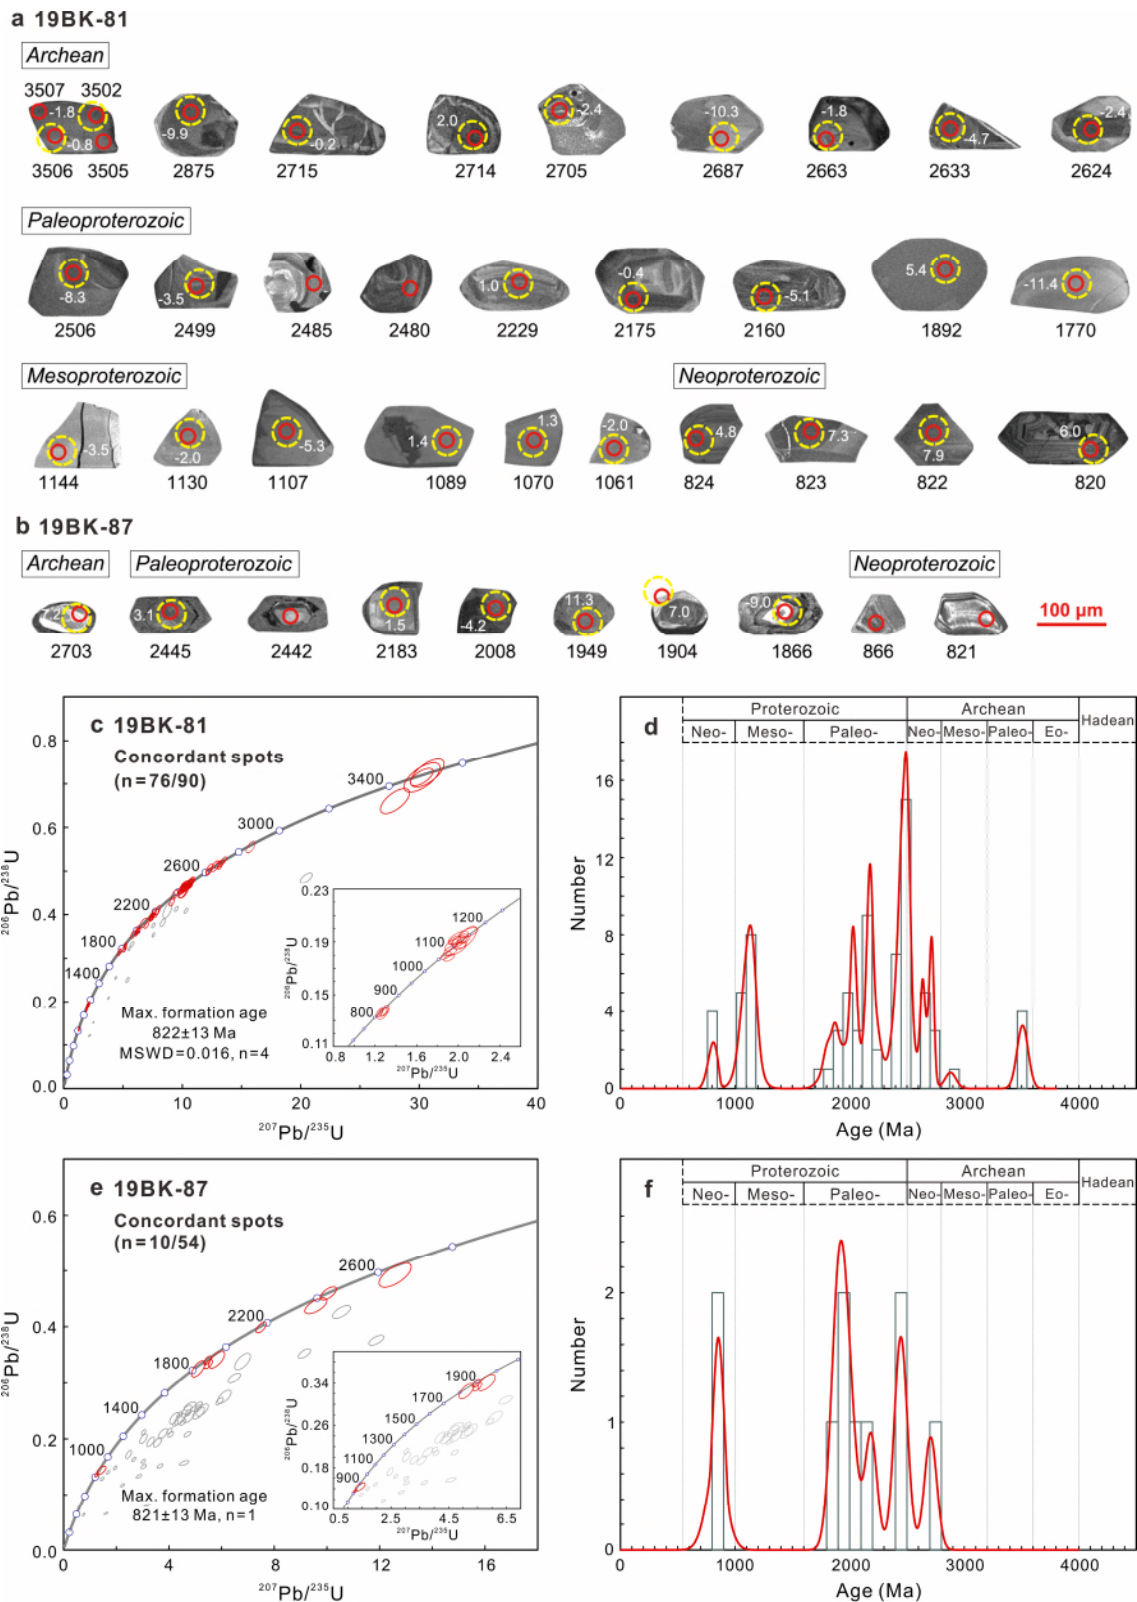 a 19BK-81
Archean
3507 3502
-1.8
-0.8
-9.9
-0.2
2.0
-2.4
-10.3
-1.8
-4.7
-2.4
3506 3505 2875 2715 2714 2705 2687 2663 2633 2624
Paleoproterozoic
-8.3
-3.5
1.0
-0.4
-5.1
5.4
-11.4
2506 2499 2485 2480 2229 2175 2160 1892 1770
Mesoproterozoic
Neoproterozoic
-3.5
-2.0
-5.3
1.4
1.3
-2.0
4.8
7.3
7.9
6.0
1144 1130 1107 1089 1070 1061 824 823 822 820
b 19BK-87
Archean Paleoproterozoic Neoproterozoic
7.2
3.1
1.5
-4.2
11.3
7.0
-9.0
100 µm
2703 2445 2442 2183 2008 1949 1904 1866 866 821
c 19BK-81
Concordant spots
(n=76/90)
3400
3000
2600
2200
1800
1400
Max. formation age
822±13 Ma
MSWD=0.016, n=4
0.8
0.6
0.4
0.2
0.0
0 10 20 30 40
206Pb/238U
207Pb/235U
0.23
0.19
0.15
0.11
1200
1100
1000
900
800
0.8 1.2 1.6 2.0 2.4
206Pb/238U
207Pb/235U
d
Proterozoic Archean Hadean
Neo- Meso- Paleo- Neo- Meso- Paleo- Eo-
16
12
8
4
0
Number
0 1000 2000 3000 4000
Age (Ma)
e 19BK-87
Concordant spots
(n=10/54)
2600
2200
1800
1400
1000
Max. formation age
821±13 Ma, n=1
0.6
0.4
0.2
0.0
0 4 8 12 16
206Pb/238U
207Pb/235U
0.34
0.26
0.18
0.10
1900
1700
1500
1300
1100
900
0.5 2.5 4.5 6.5
206Pb/238U
207Pb/235U
f
Proterozoic Archean Hadean
Neo- Meso- Paleo- Neo- Meso- Paleo- Eo-
2
1
0
Number
0 1000 2000 3000 4000
Age (Ma)